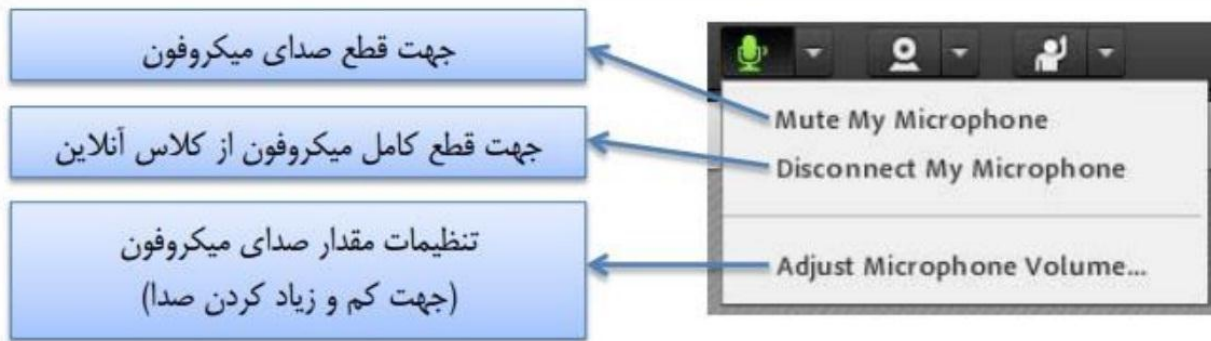 جهت قطع صدای میکروفون
جهت قطع کامل میکروفون از کلاس آنلاین
تنظیمات مقدار صدای میکروفون
(جهت کم و زیاد کردن صدا)
Mute My Microphone
Disconnect My Microphone
Adjust Microphone Volume...